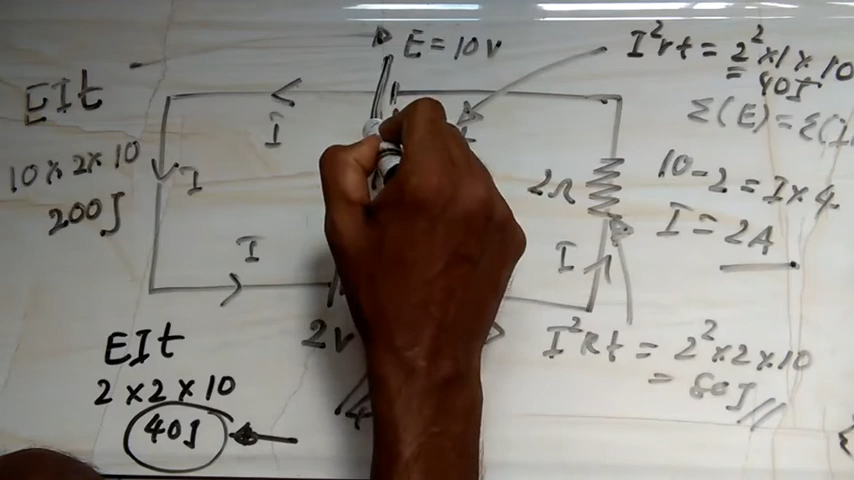 E = 10V
I²rt = 2² × 1 × 10
= 40J
EIt
10 × 2 × 10
200J
I
I
I
2Ω
I
Σ(E) = Σ(I
10 - 2 = I × 4
I = 2A
2V
I²Rt = 2² × 2 × 10
= 80J
EIt
2 × 2 × 10
40J